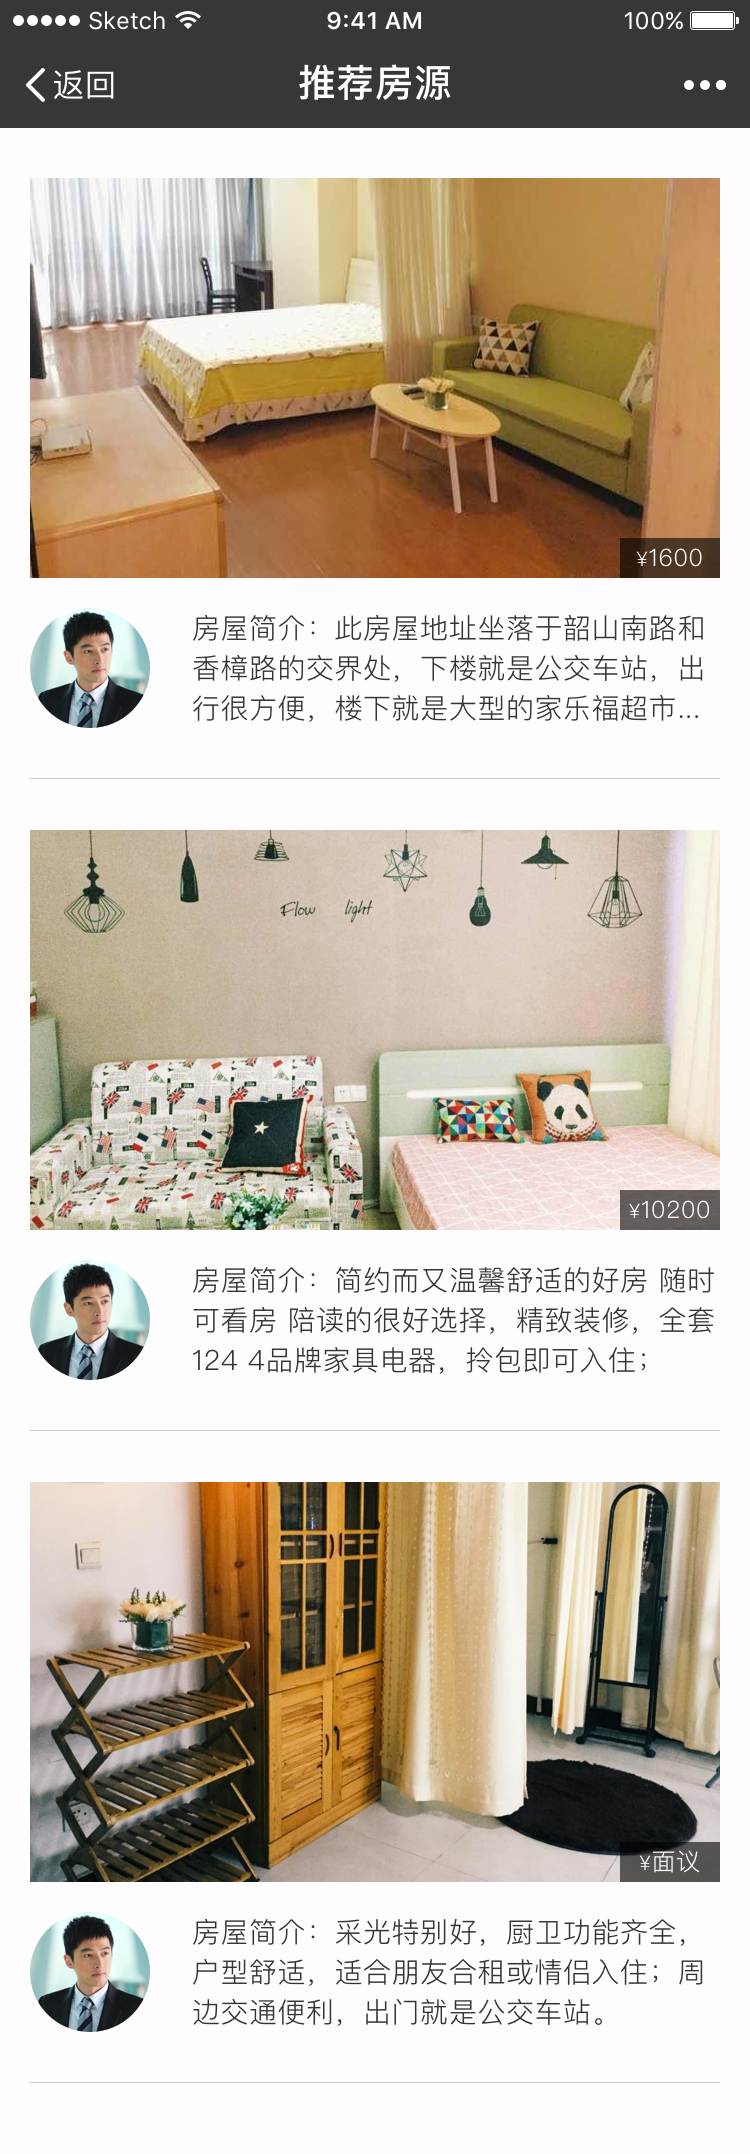 Sketch 9:41 AM 100%
返回 推荐房源
¥1600
房屋简介：此房屋地址坐落于韶山南路和
香樟路的交界处，下楼就是公交车站，出
行很方便，楼下就是大型的家乐福超市...
Flow light
¥10200
房屋简介：简约而又温馨舒适的好房 随时
可看房 陪读的很好选择，精致装修，全套
124 4品牌家具电器，拎包即可入住；
¥面议
房屋简介：采光特别好，厨卫功能齐全，
户型舒适，适合朋友合租或情侣入住；周
边交通便利，出门就是公交车站。